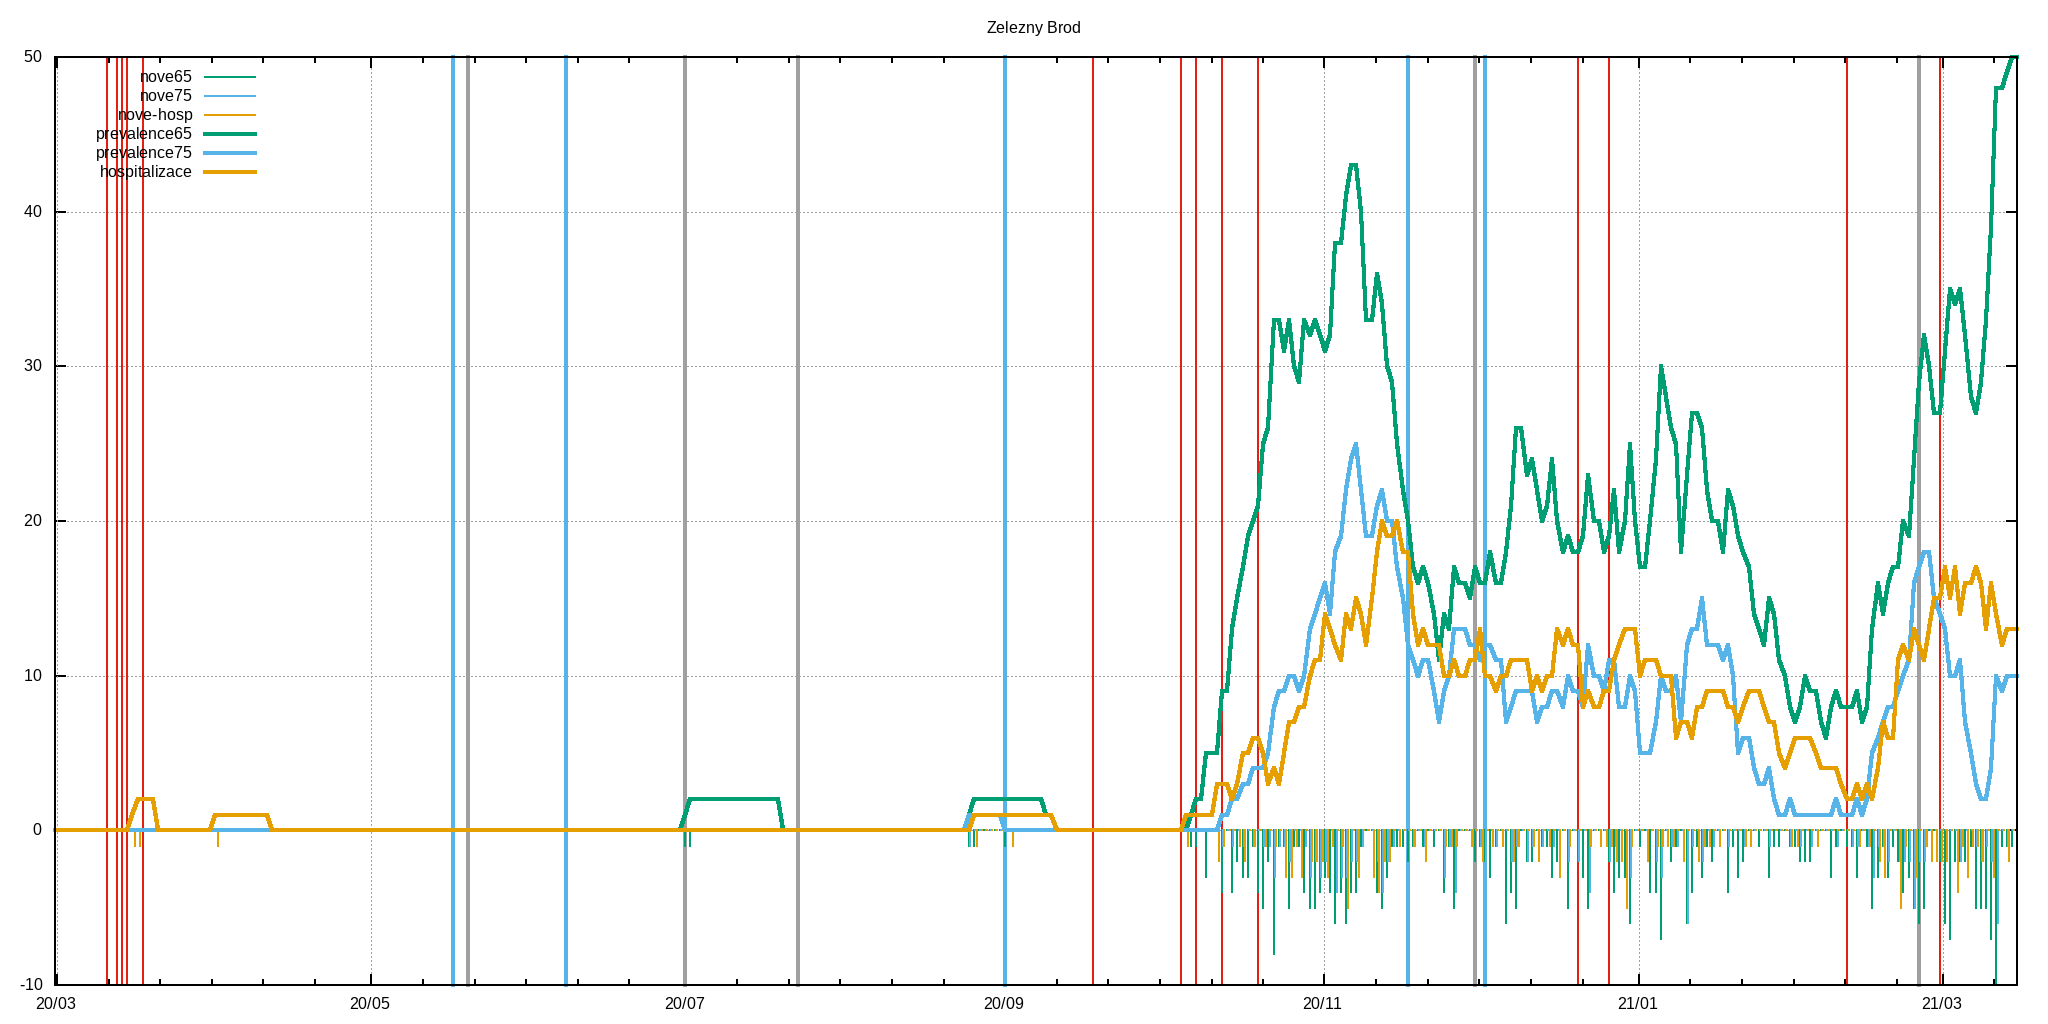 Zelezny Brod
50
nove65
nove75
nove-hosp
prevalence65
prevalence75
hospitalizace
40
30
20
10
0
-10
20/03 20/05 20/07 20/09 20/11 21/01 21/03